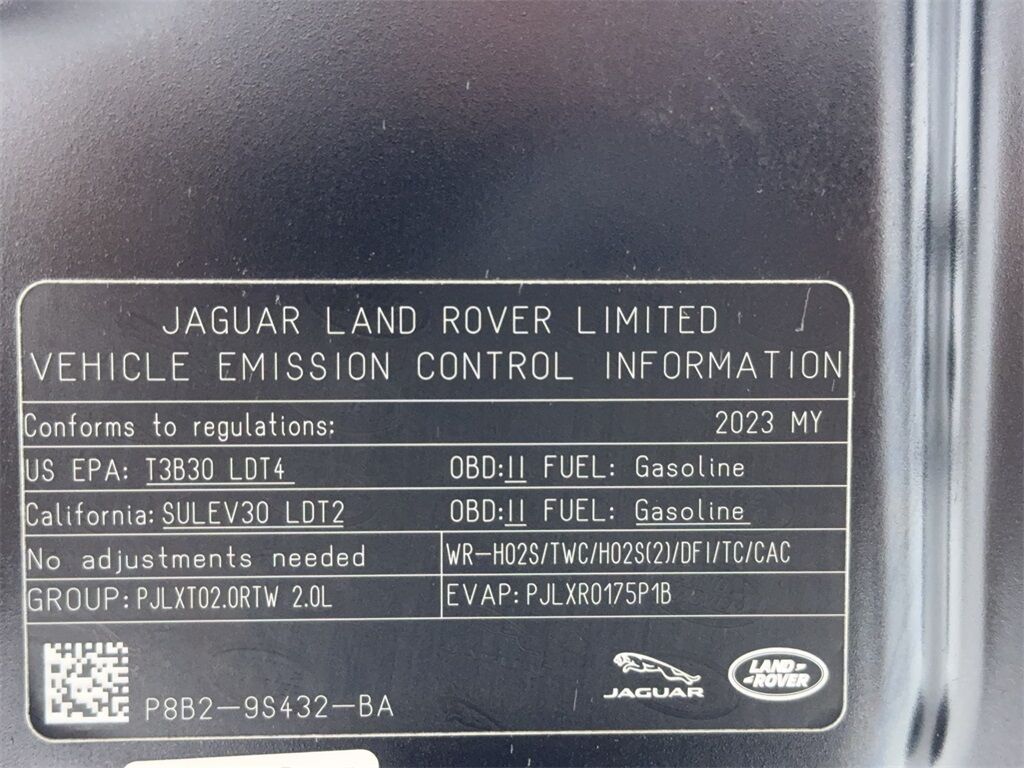 JAGUAR LAND ROVER LIMITED
VEHICLE EMISSION CONTROL INFORMATION
Conforms to regulations: 2023 MY
US EPA: T3B30 LDT4 OBD:II FUEL: Gasoline
California: SULEV30 LDT2 OBD:II FUEL: Gasoline
No adjustments needed WR-HO2S/TWC/HO2S(2)/DFI/TC/CAC
GROUP: PJLXT02.0RTW 2.0L EVAP: PJLXR0175P1B
P8B2-9S432-BA
JAGUAR
LAND-
-ROVER